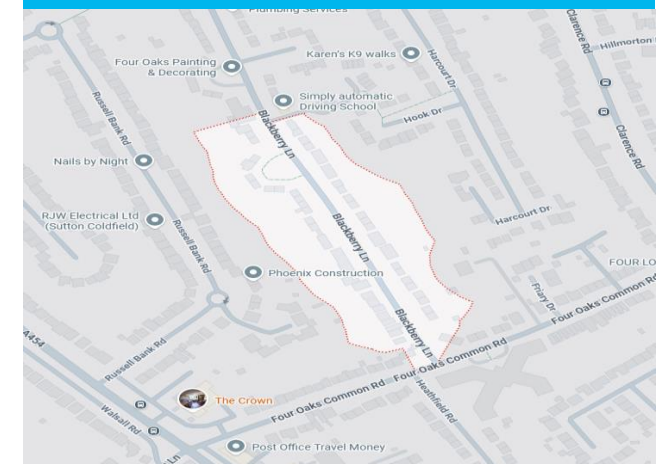 Plumbing Services
Karen's K9 walks
Harcourt Dr
Clarence Rd
Hillmorton
Four Oaks Painting
& Decorating
Simply automatic
Driving School
Russell Bank Rd
Blackberry Ln
Hook Dr
Clarence Rd
Nails by Night
RJW Electrical Ltd
(Sutton Coldfield)
Russell Bank Rd
Blackberry Ln
Harcourt Dr
Phoenix Construction
FOUR LO
Friary Dr
Four Oaks Common Rd
Blackberry Ln
A454
Russell Bank Rd
Four Oaks Common Rd
Four Oaks Common Rd
Heathfield Rd
The Crown
Walsall Rd
Post Office Travel Money
Ln